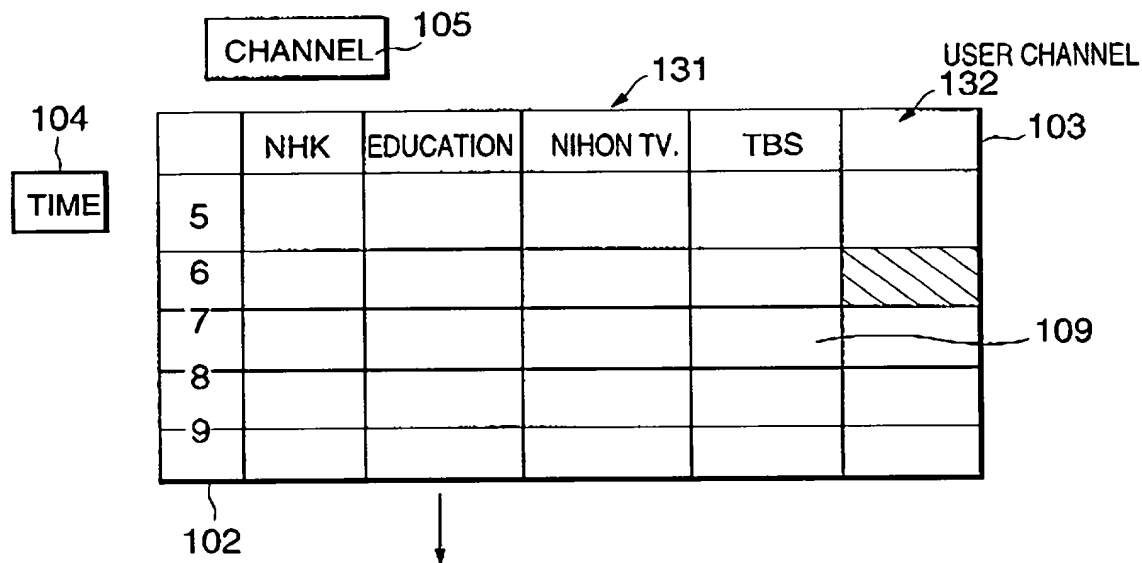 CHANNEL 105
USER CHANNEL
131 132
104 103
NHK EDUCATION NIHON TV. TBS
TIME
5
6
7
109
8
9
102